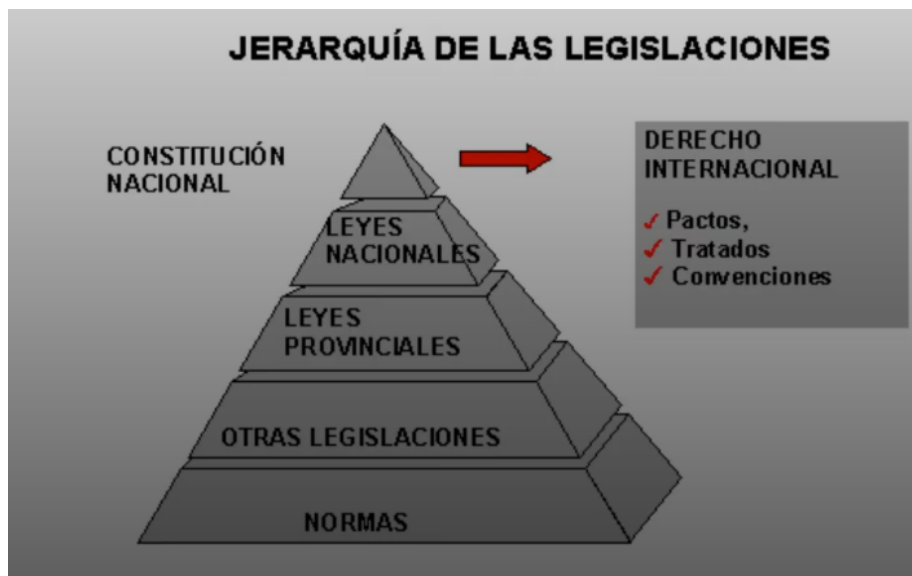 JERARQUÍA DE LAS LEGISLACIONES
CONSTITUCIÓN
NACIONAL
DERECHO
INTERNACIONAL
✓ Pactos,
✓ Tratados
✓ Convenciones
LEYES
NACIONALES
LEYES
PROVINCIALES
OTRAS LEGISLACIONES
NORMAS